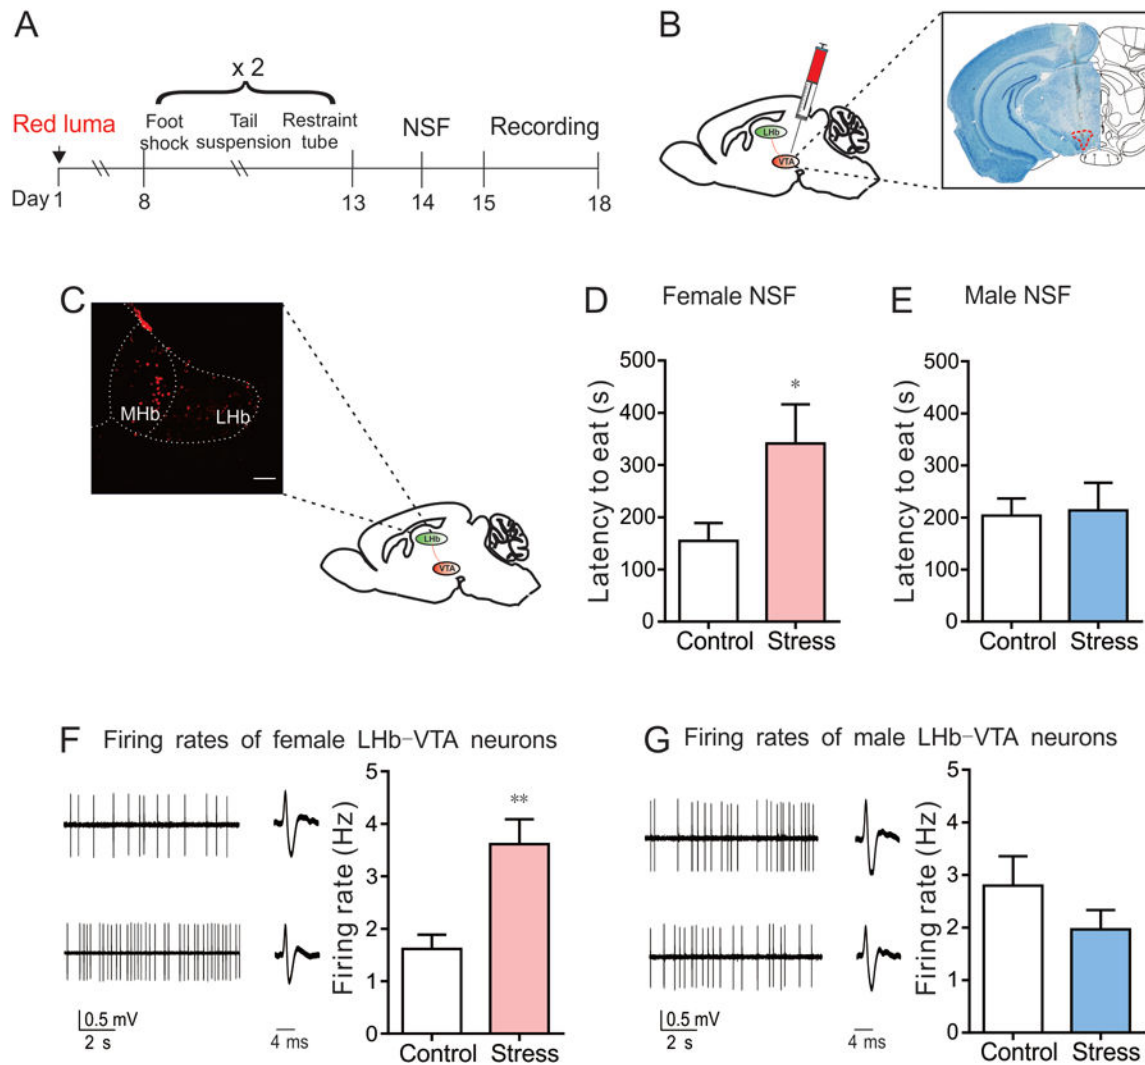 A
x 2
Red luma
Foot shock
Tail suspension
Restraint tube
NSF
Recording
Day 1 8 13 14 15 18
B
LHb
VTA
C
MHb
LHb
LHb
VTA
D Female NSF
Latency to eat (s)
500
400
300
200
100
0
*
Control Stress
E Male NSF
Latency to eat (s)
500
400
300
200
100
0
Control Stress
F Firing rates of female LHb-VTA neurons
0.5 mV
2 s
4 ms
Firing rate (Hz)
5
4
3
2
1
0
**
Control Stress
G Firing rates of male LHb-VTA neurons
0.5 mV
2 s
4 ms
Firing rate (Hz)
5
4
3
2
1
0
Control Stress